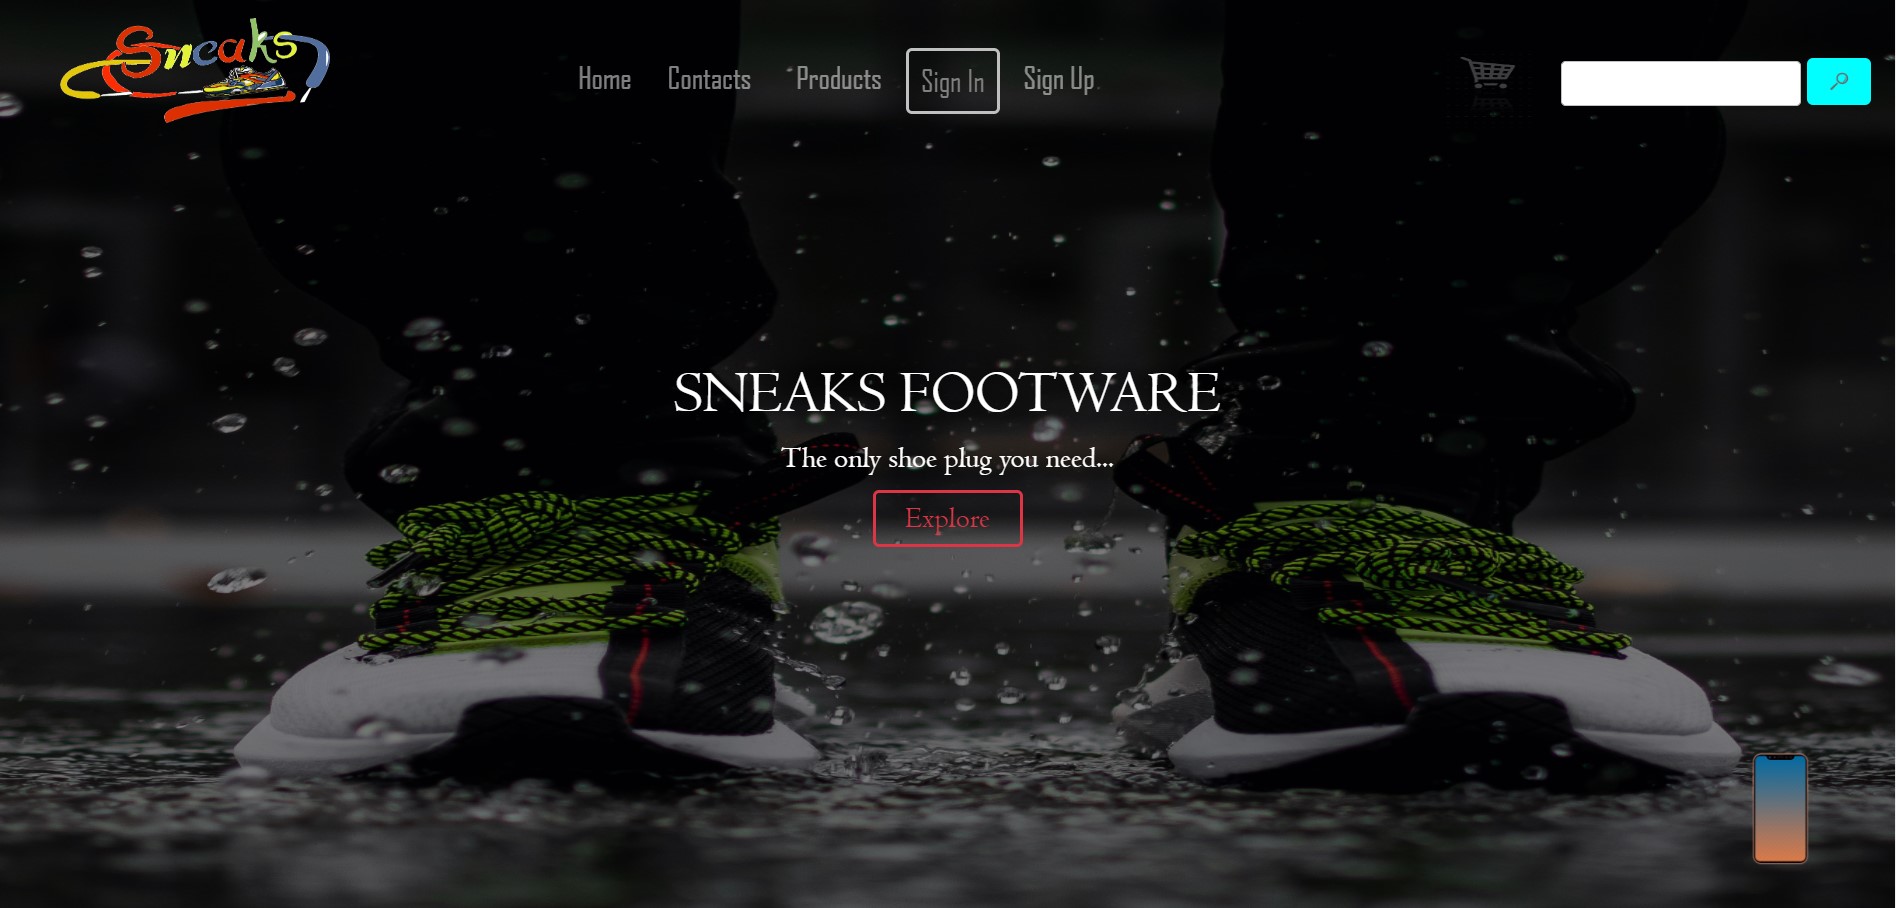 Sneaks
Home Contacts Products Sign In Sign Up
SNEAKS FOOTWARE
The only shoe plug you need...
Explore